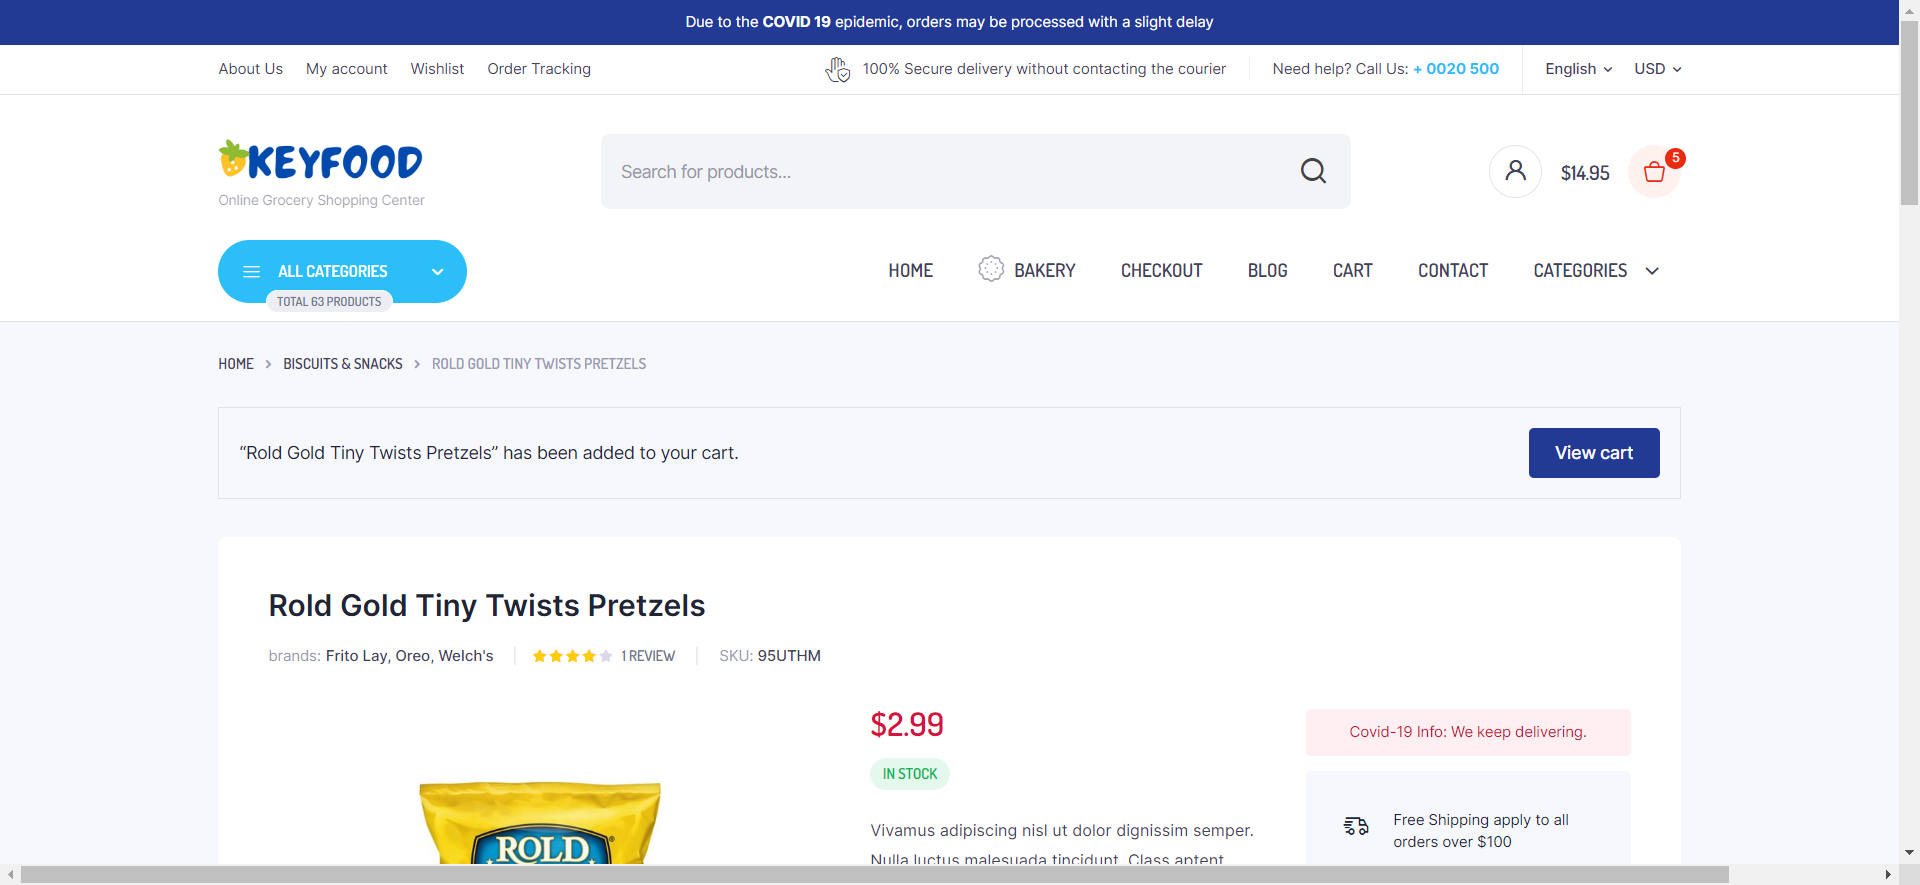 Due to the COVID 19 epidemic, orders may be processed with a slight delay
About Us My account Wishlist Order Tracking
100% Secure delivery without contacting the courier
Need help? Call Us: + 0020 500
English USD
KEYFOOD
Online Grocery Shopping Center
Search for products...
$14.95
5
ALL CATEGORIES
TOTAL 63 PRODUCTS
HOME BAKERY CHECKOUT BLOG CART CONTACT CATEGORIES
HOME > BISCUITS & SNACKS > ROLD GOLD TINY TWISTS PRETZELS
“Rold Gold Tiny Twists Pretzels” has been added to your cart.
View cart
Rold Gold Tiny Twists Pretzels
brands: Frito Lay, Oreo, Welch's
1 REVIEW
SKU: 95UTHM
$2.99
IN STOCK
Vivamus adipiscing nisl ut dolor dignissim semper.
Nulla luctus malesuada tincidunt. Class aptent
Covid-19 Info: We keep delivering.
Free Shipping apply to all
orders over $100
ROLD